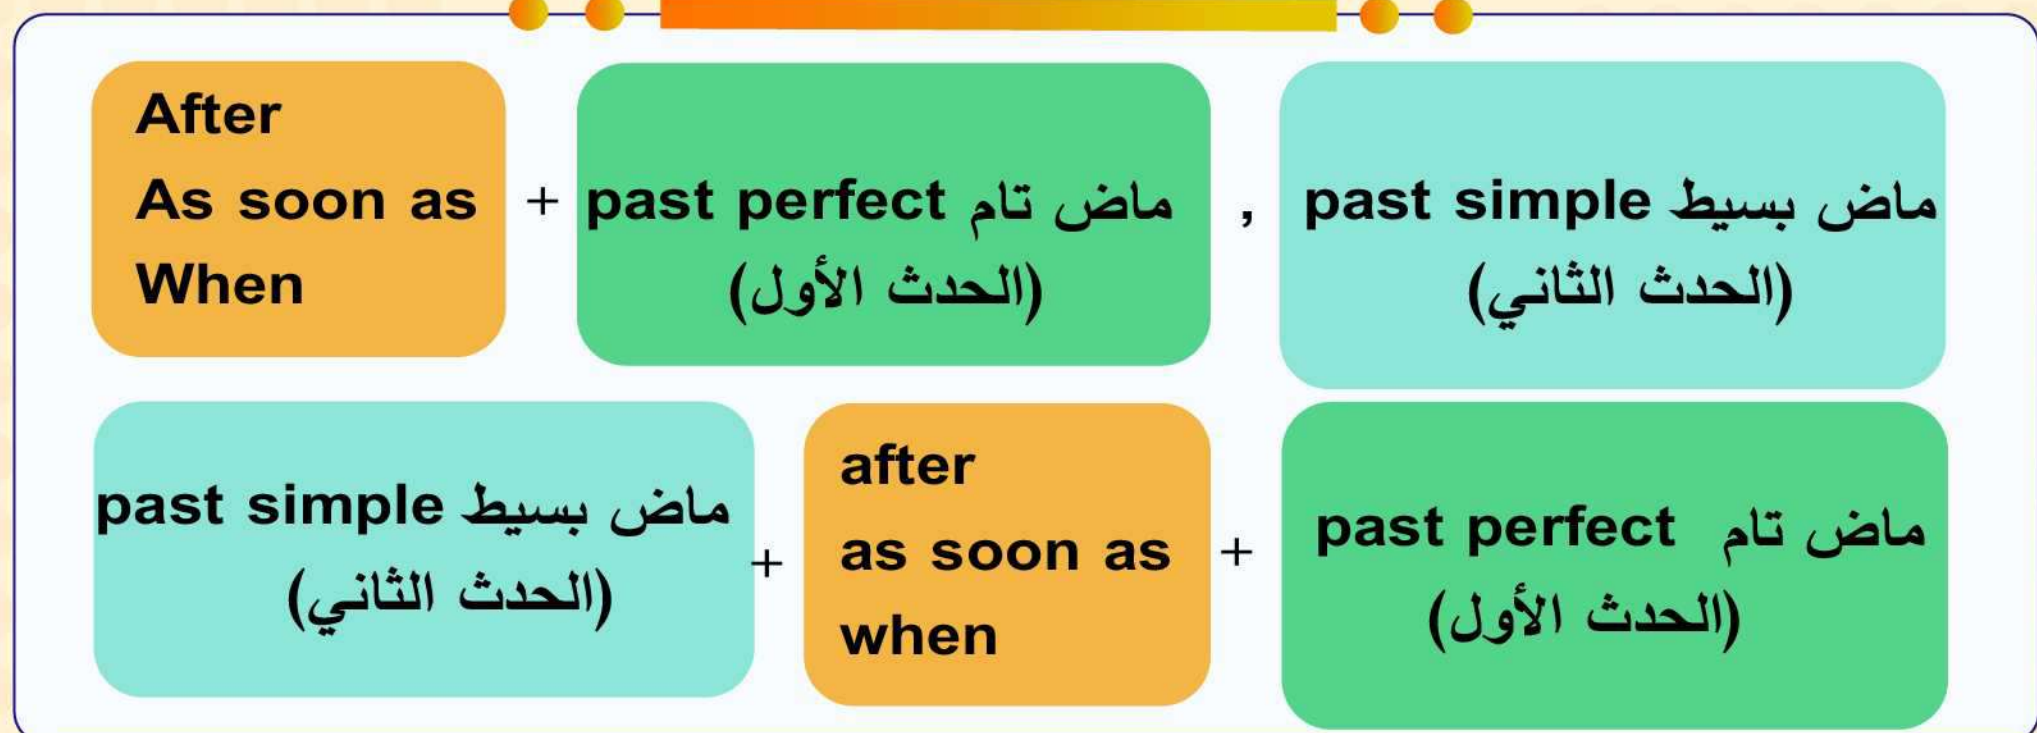 After
As soon as
When
+
past perfect ماض تام
(الحدث الأول)
,
past simple ماض بسيط
(الحدث الثاني)
past simple ماض بسيط
(الحدث الثاني)
+
after
as soon as
when
+
past perfect ماض تام
(الحدث الأول)